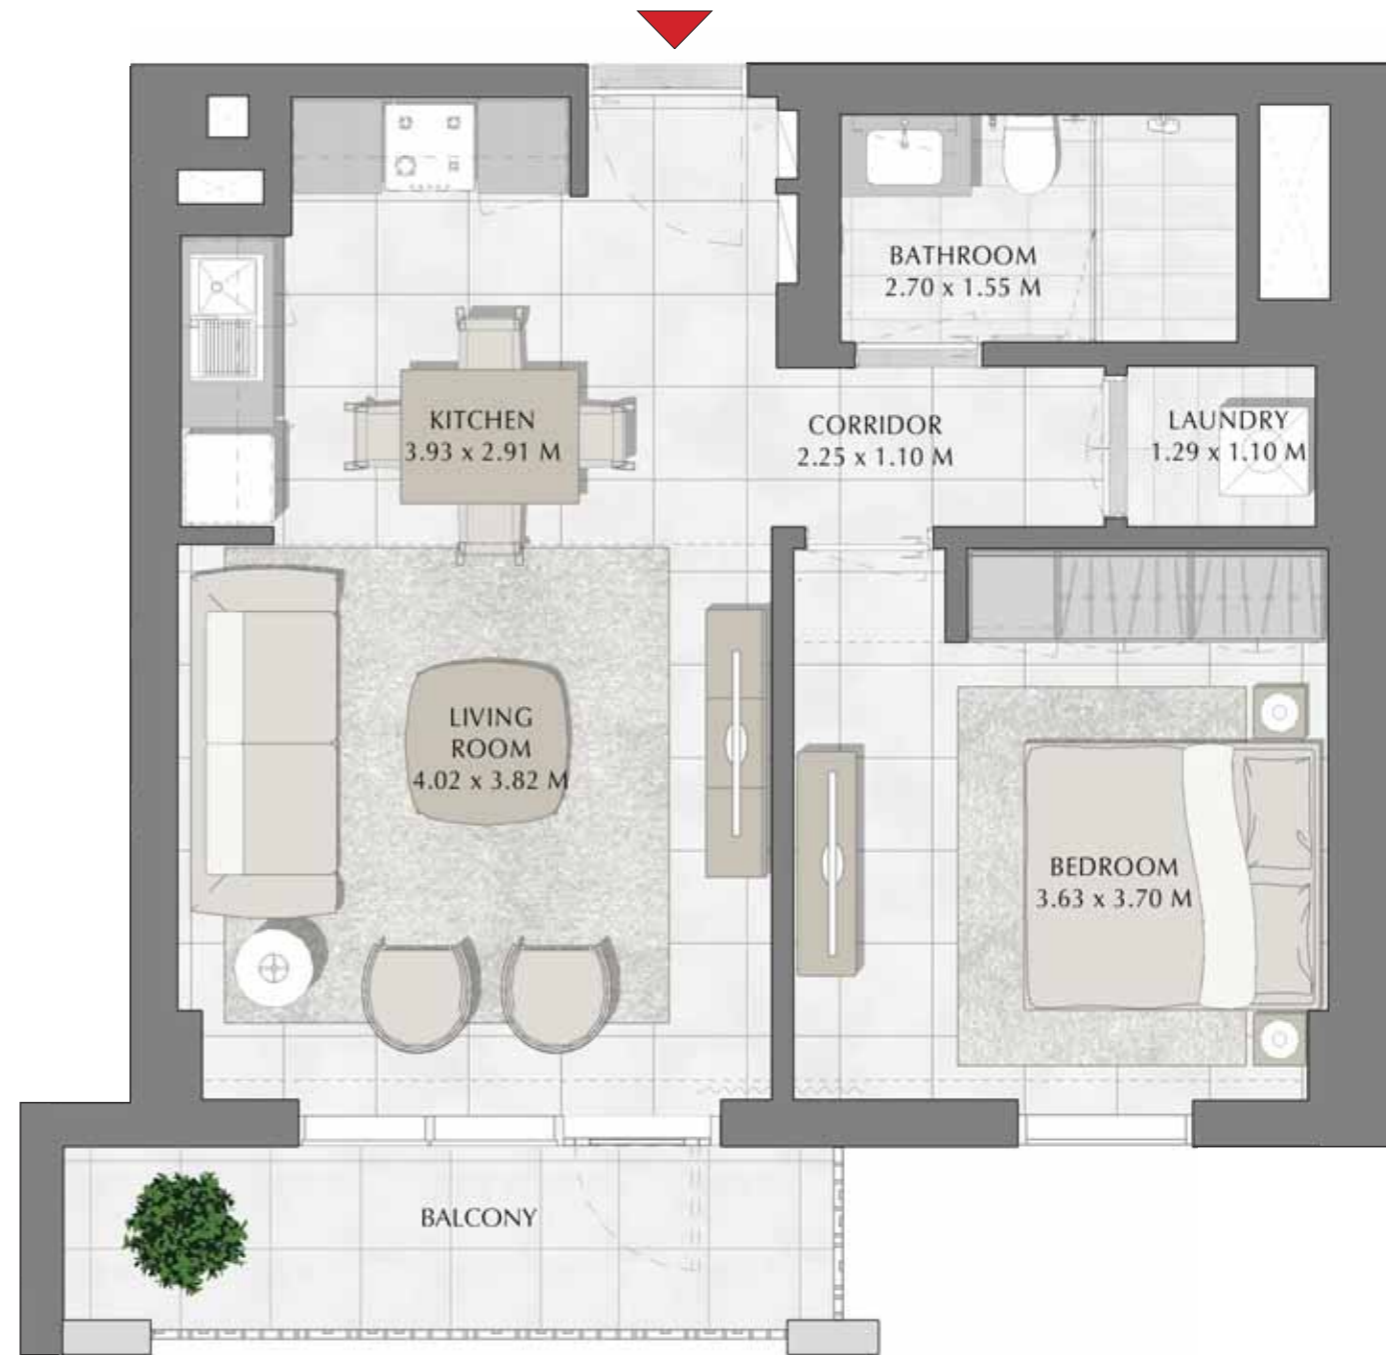 BATHROOM
2.70 x 1.55 M
KITCHEN
3.93 x 2.91 M
CORRIDOR
2.25 x 1.10 M
LAUNDRY
1.29 x 1.10 M
LIVING
ROOM
4.02 x 3.82 M
BEDROOM
3.63 x 3.70 M
BALCONY